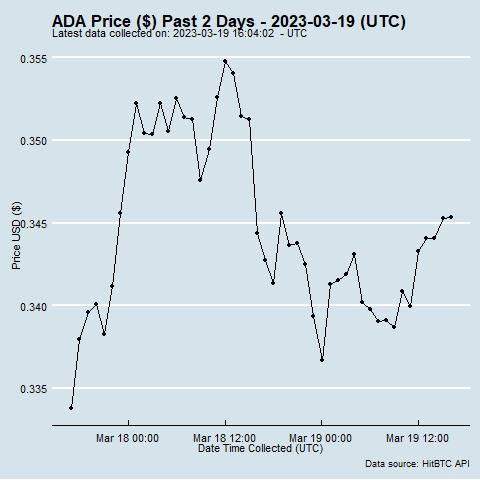 ADA Price ($) Past 2 Days - 2023-03-19 (UTC)
Latest data collected on: 2023-03-19 16:04:02 - UTC
0.355
0.350
0.345
0.340
0.335
Price USD ($)
Mar 18 00:00 Mar 18 12:00 Mar 19 00:00 Mar 19 12:00
Date Time Collected (UTC)
Data source: HitBTC API